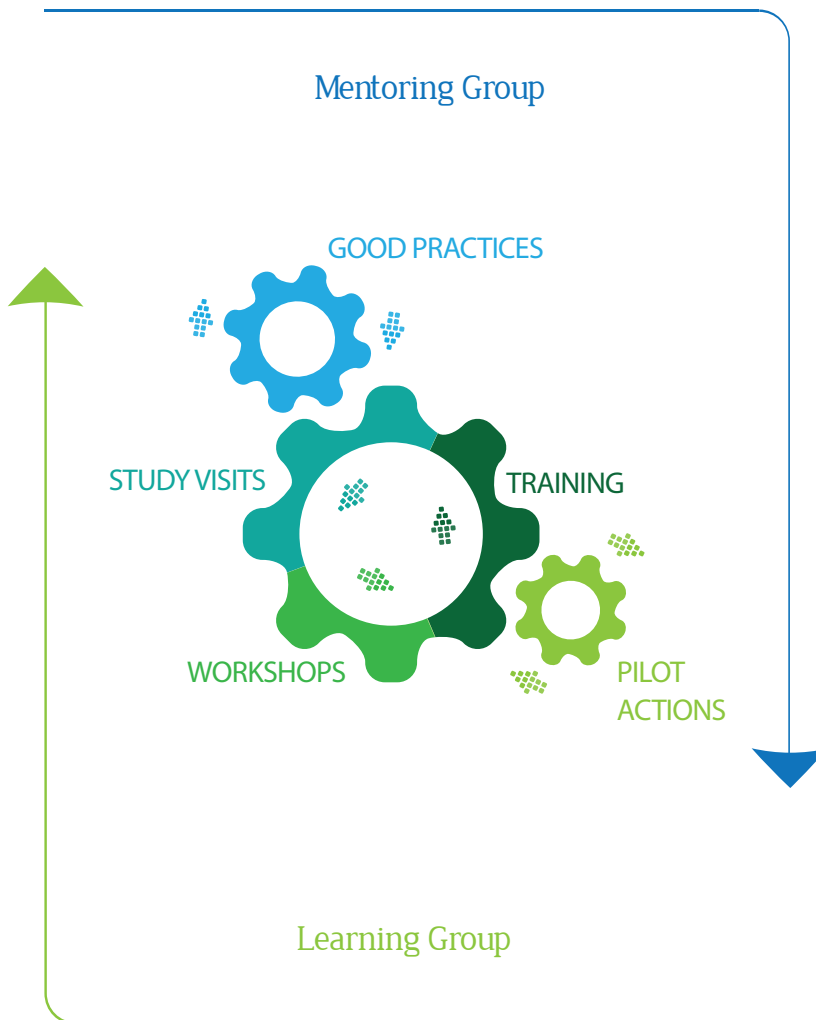 Mentoring Group
GOOD PRACTICES
STUDY VISITS
TRAINING
WORKSHOPS
PILOT
ACTIONS
Learning Group